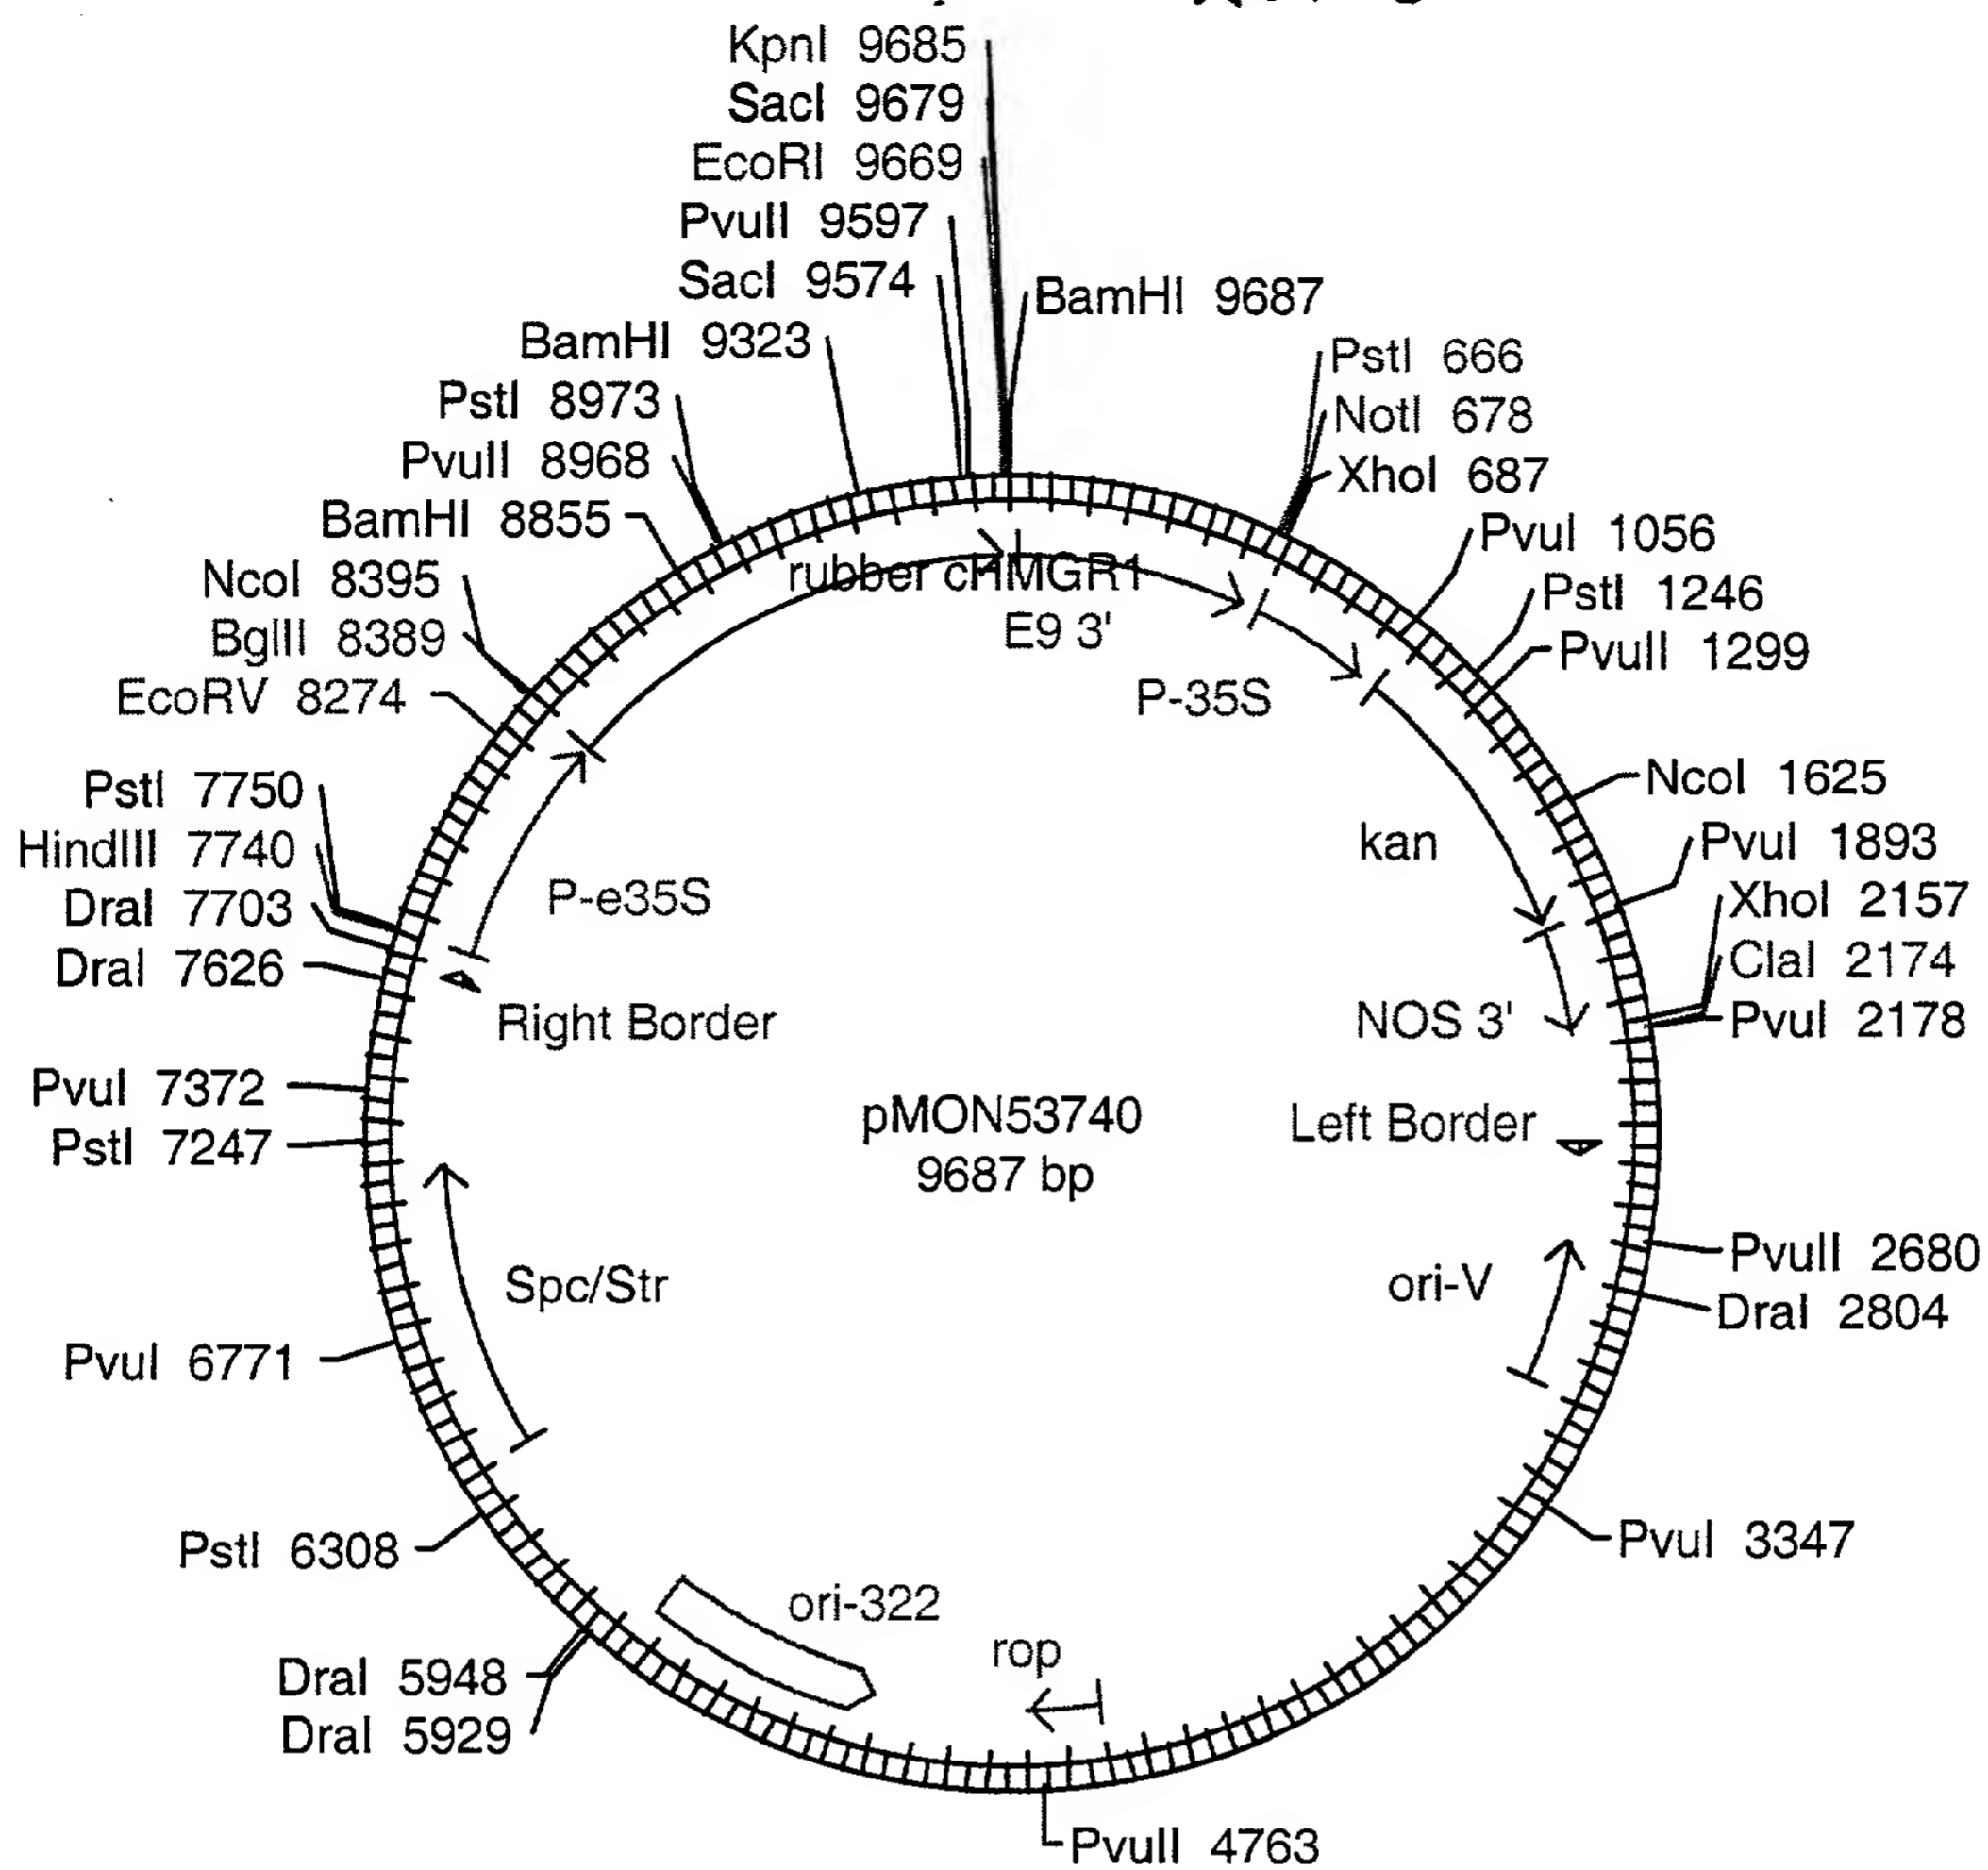 KpnI 9685
SacI 9679
EcoRI 9669
PvuII 9597
SacI 9574
BamHI 9687
BamHI 9323
PstI 8973
PvuII 8968
BamHI 8855
NcoI 8395
BglII 8389
EcoRV 8274
PstI 7750
HindIII 7740
DraI 7703
DraI 7626
PvuI 7372
PstI 7247
PvuI 6771
PstI 6308
DraI 5948
DraI 5929
PstI 666
NotI 678
XhoI 687
PvuI 1056
PstI 1246
PvuII 1299
NcoI 1625
PvuI 1893
XhoI 2157
ClaI 2174
PvuI 2178
PvuII 2680
DraI 2804
PvuI 3347
PvuII 4763
rubber cHMGR1
E9 3'
P-35S
kan
NOS 3'
Left Border
ori-V
rop
ori-322
Spc/Str
Right Border
P-e35S
pMON53740
9687 bp